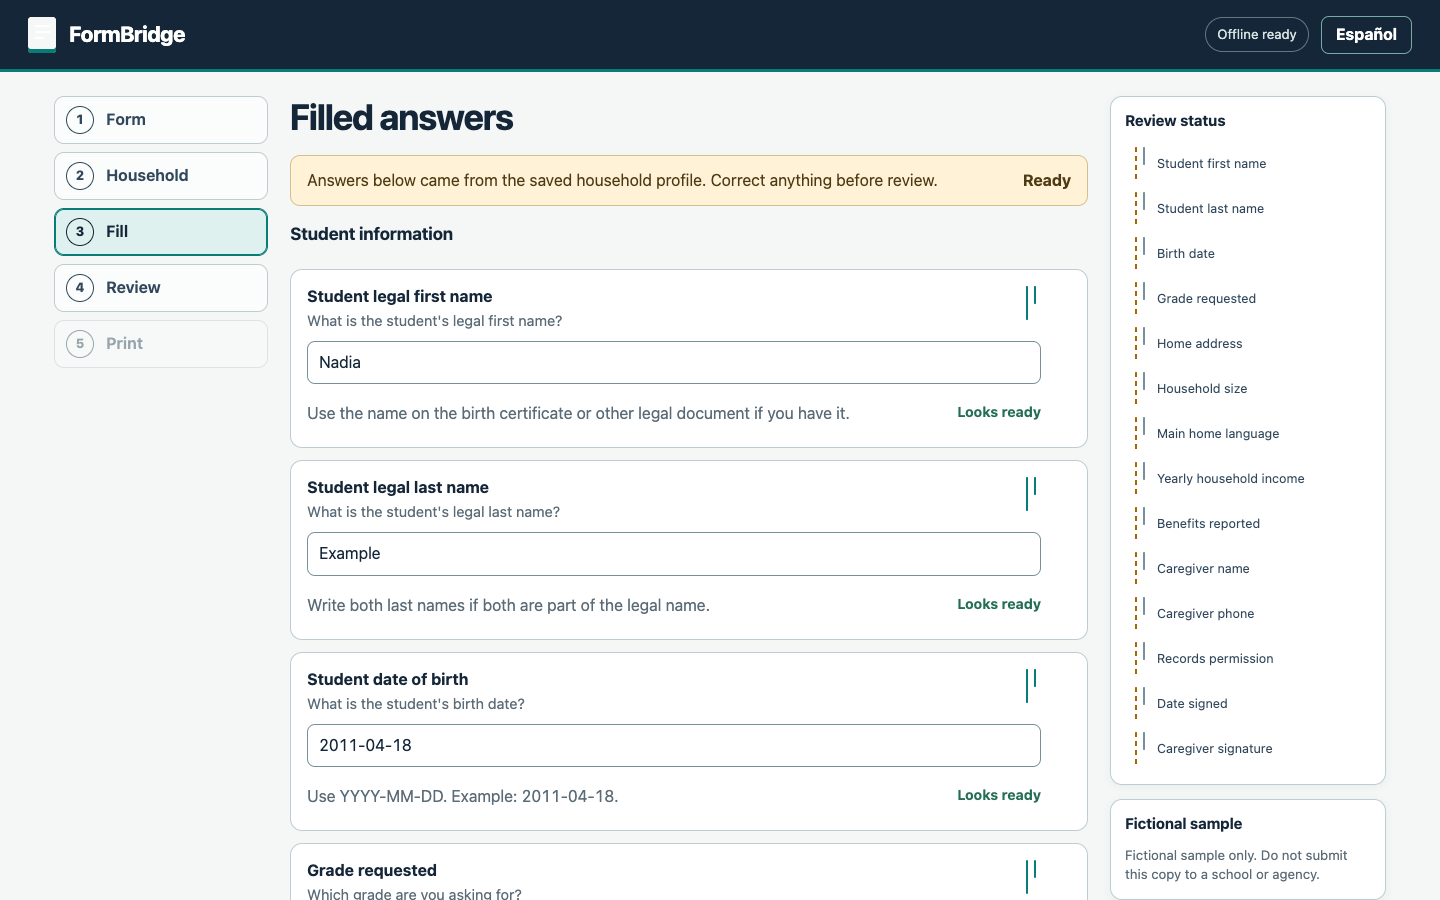 FormBridge
Offline ready
Español
1 Form
2 Household
3 Fill
4 Review
5 Print
Filled answers
Answers below came from the saved household profile. Correct anything before review. Ready
Student information
Student legal first name
What is the student's legal first name?
Nadia
Use the name on the birth certificate or other legal document if you have it. Looks ready
Student legal last name
What is the student's legal last name?
Example
Write both last names if both are part of the legal name. Looks ready
Student date of birth
What is the student's birth date?
2011-04-18
Use YYYY-MM-DD. Example: 2011-04-18. Looks ready
Grade requested
Which grade are you asking for?
Review status
Student first name
Student last name
Birth date
Grade requested
Home address
Household size
Main home language
Yearly household income
Benefits reported
Caregiver name
Caregiver phone
Records permission
Date signed
Caregiver signature
Fictional sample
Fictional sample only. Do not submit
this copy to a school or agency.